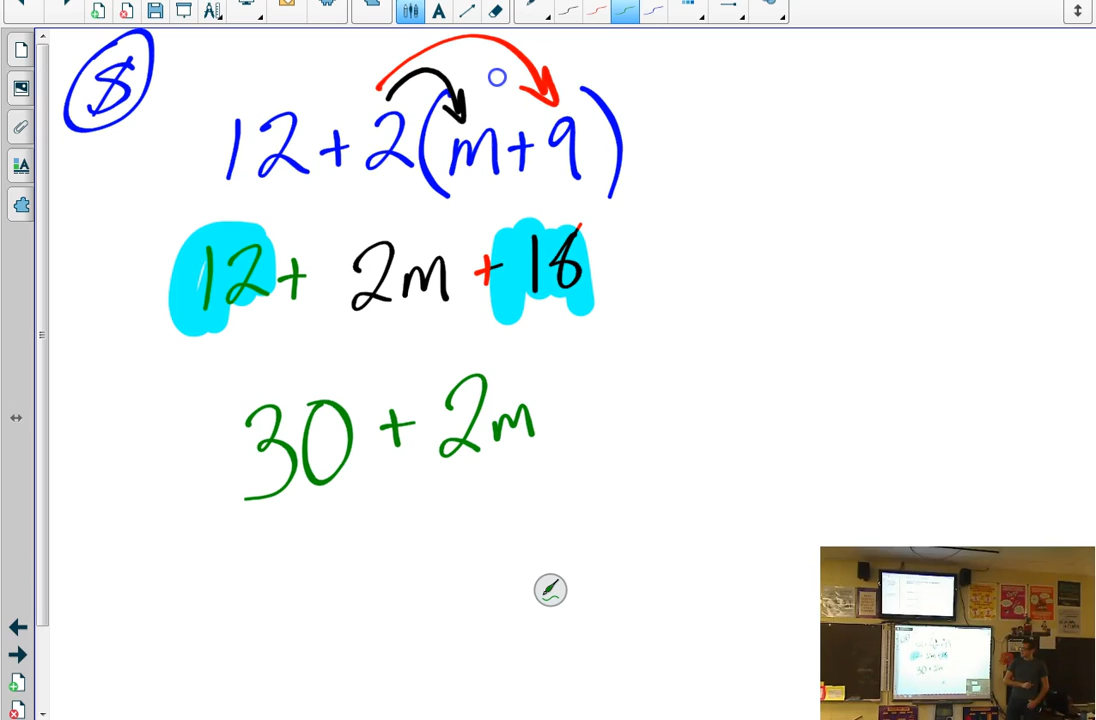 8
12 + 2(m + 9)
12 + 2m + 18
30 + 2m